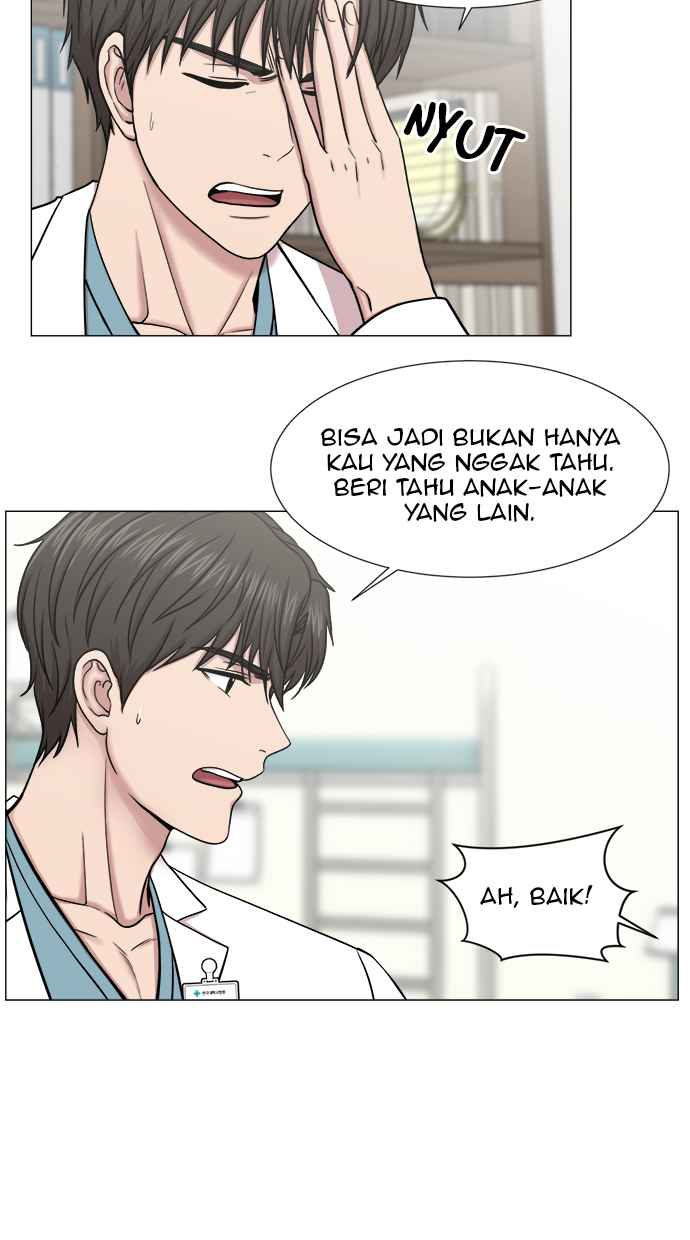 NYUT
BISA JADI BUKAN HANYA
KAU YANG NGGAK TAHU.
BERI TAHU ANAK-ANAK
YANG LAIN.
AH, BAIK!